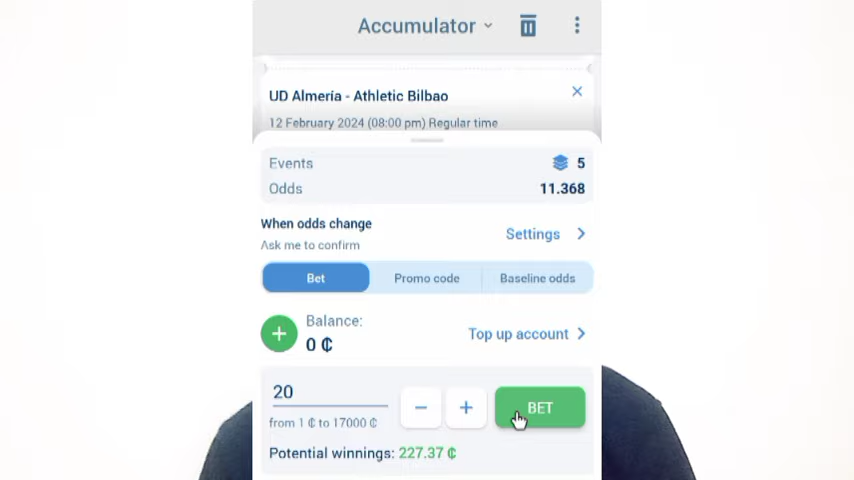 Accumulator
UD Almería - Athletic Bilbao
12 February 2024 (08:00 pm) Regular time
Events 5
Odds 11.368
When odds change
Ask me to confirm
Settings
Bet Promo code Baseline odds
Balance:
0 ₵
Top up account
20
from 1 ₵ to 17000 ₵
BET
Potential winnings: 227.37 ₵